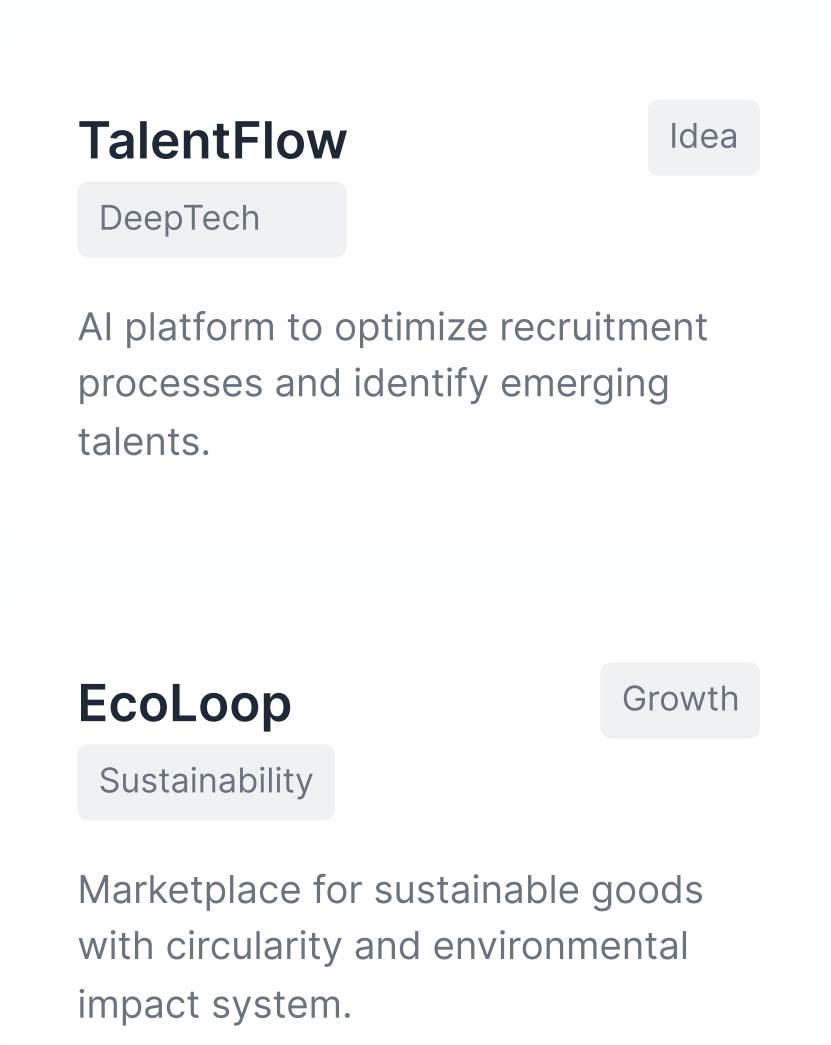 TalentFlow
Idea
DeepTech
AI platform to optimize recruitment
processes and identify emerging
talents.
EcoLoop
Growth
Sustainability
Marketplace for sustainable goods
with circularity and environmental
impact system.